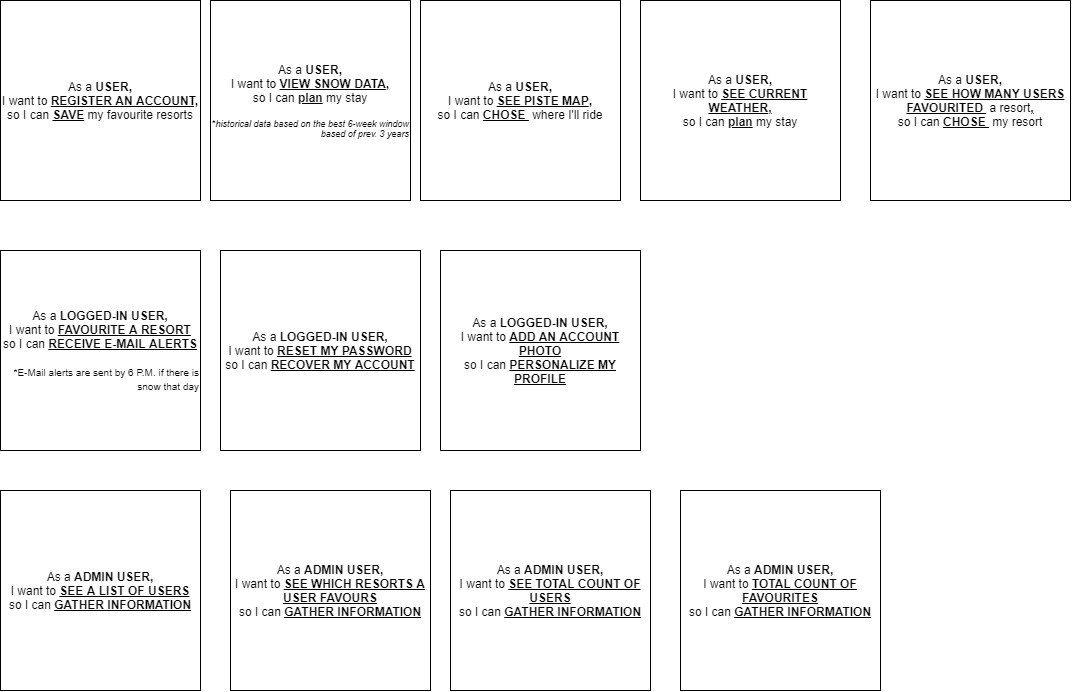 As a USER,
I want to REGISTER AN ACCOUNT,
so I can SAVE my favourite resorts
As a USER,
I want to VIEW SNOW DATA,
so I can plan my stay
*historical data based on the best 6-week window
based of prev. 3 years
As a USER,
I want to SEE PISTE MAP,
so I can CHOSE where I'll ride
As a USER,
I want to SEE CURRENT
WEATHER,
so I can plan my stay
As a USER,
I want to SEE HOW MANY USERS
FAVOURITED a resort,
so I can CHOSE my resort
As a LOGGED-IN USER,
I want to FAVOURITE A RESORT
so I can RECEIVE E-MAIL ALERTS
*E-Mail alerts are sent by 6 P.M. if there is
snow that day
As a LOGGED-IN USER,
I want to RESET MY PASSWORD
so I can RECOVER MY ACCOUNT
As a LOGGED-IN USER,
I want to ADD AN ACCOUNT
PHOTO
so I can PERSONALIZE MY
PROFILE
As a ADMIN USER,
I want to SEE A LIST OF USERS
so I can GATHER INFORMATION
As a ADMIN USER,
I want to SEE WHICH RESORTS A
USER FAVOURS
so I can GATHER INFORMATION
As a ADMIN USER,
I want to SEE TOTAL COUNT OF
USERS
so I can GATHER INFORMATION
As a ADMIN USER,
I want to TOTAL COUNT OF
FAVOURITES
so I can GATHER INFORMATION